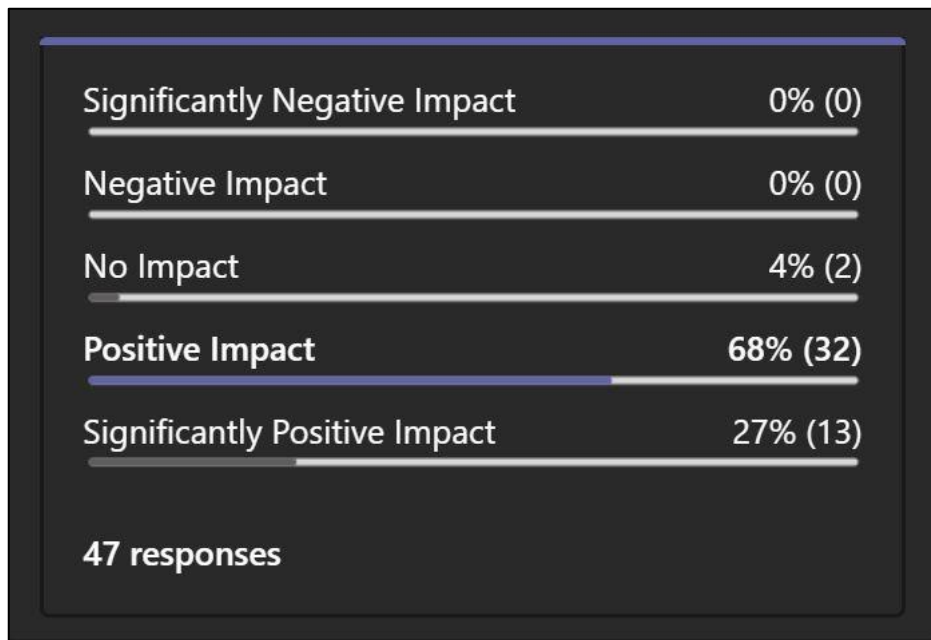 Significantly Negative Impact 0% (0)
Negative Impact 0% (0)
No Impact 4% (2)
Positive Impact 68% (32)
Significantly Positive Impact 27% (13)
47 responses